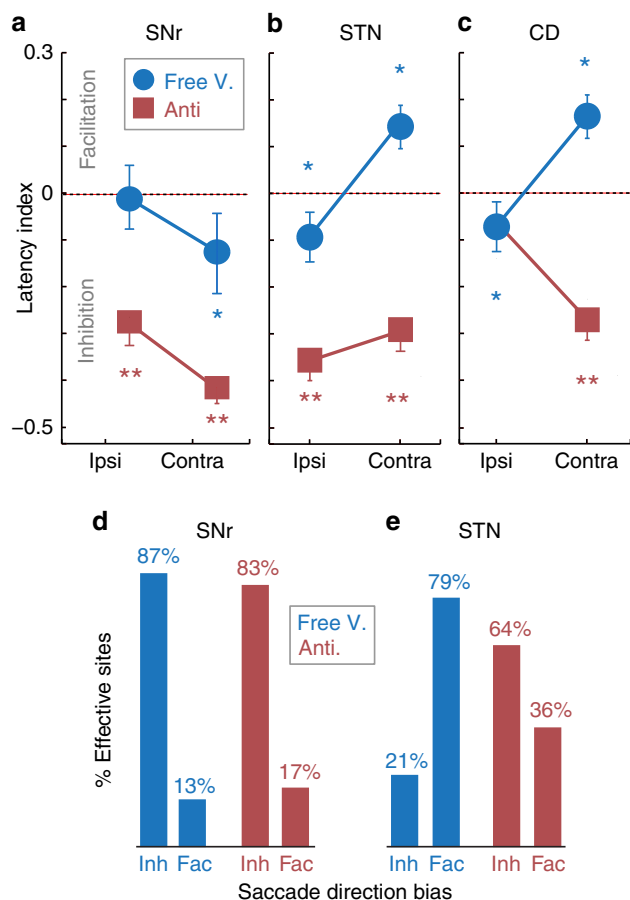 a
SNr
b
STN
c
CD
0.3
0
−0.5
Latency index
Facilitation
Inhibition
Free V.
Anti
*
**
**
*
*
**
**
*
*
**
Ipsi
Contra
Ipsi
Contra
Ipsi
Contra
d
SNr
e
STN
% Effective sites
87%
13%
83%
17%
Free V.
Anti.
21%
79%
64%
36%
Inh Fac
Inh Fac
Inh Fac
Inh Fac
Saccade direction bias